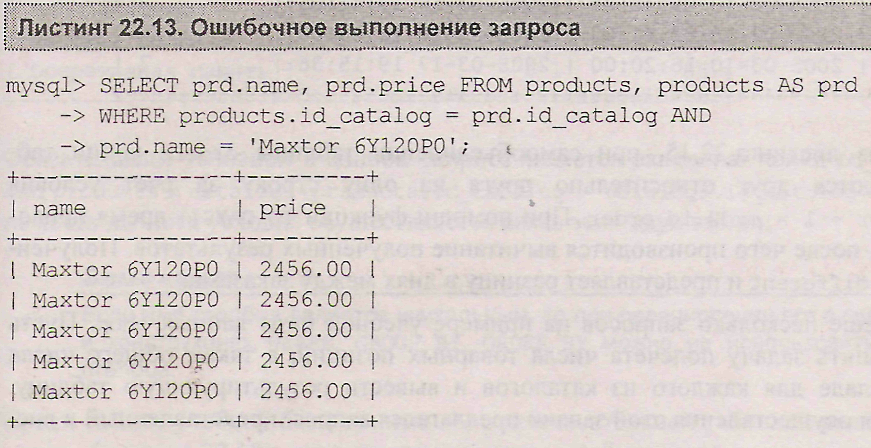 Листинг 22.13. Ошибочное выполнение запроса
mysql> SELECT prd.name, prd.price FROM products, products AS prd
-> WHERE products.id_catalog = prd.id_catalog AND
->prd.name = 'Maxtor 6Y120P0';
+---------------+---------+
| name | price |
+---------------+---------+
| Maxtor 6Y120P0 | 2456.00 |
| Maxtor 6Y120P0 | 2456.00 |
| Maxtor 6Y120P0 | 2456.00 |
| Maxtor 6Y120P0 | 2456.00 |
| Maxtor 6Y120P0 | 2456.00 |
+---------------+---------+